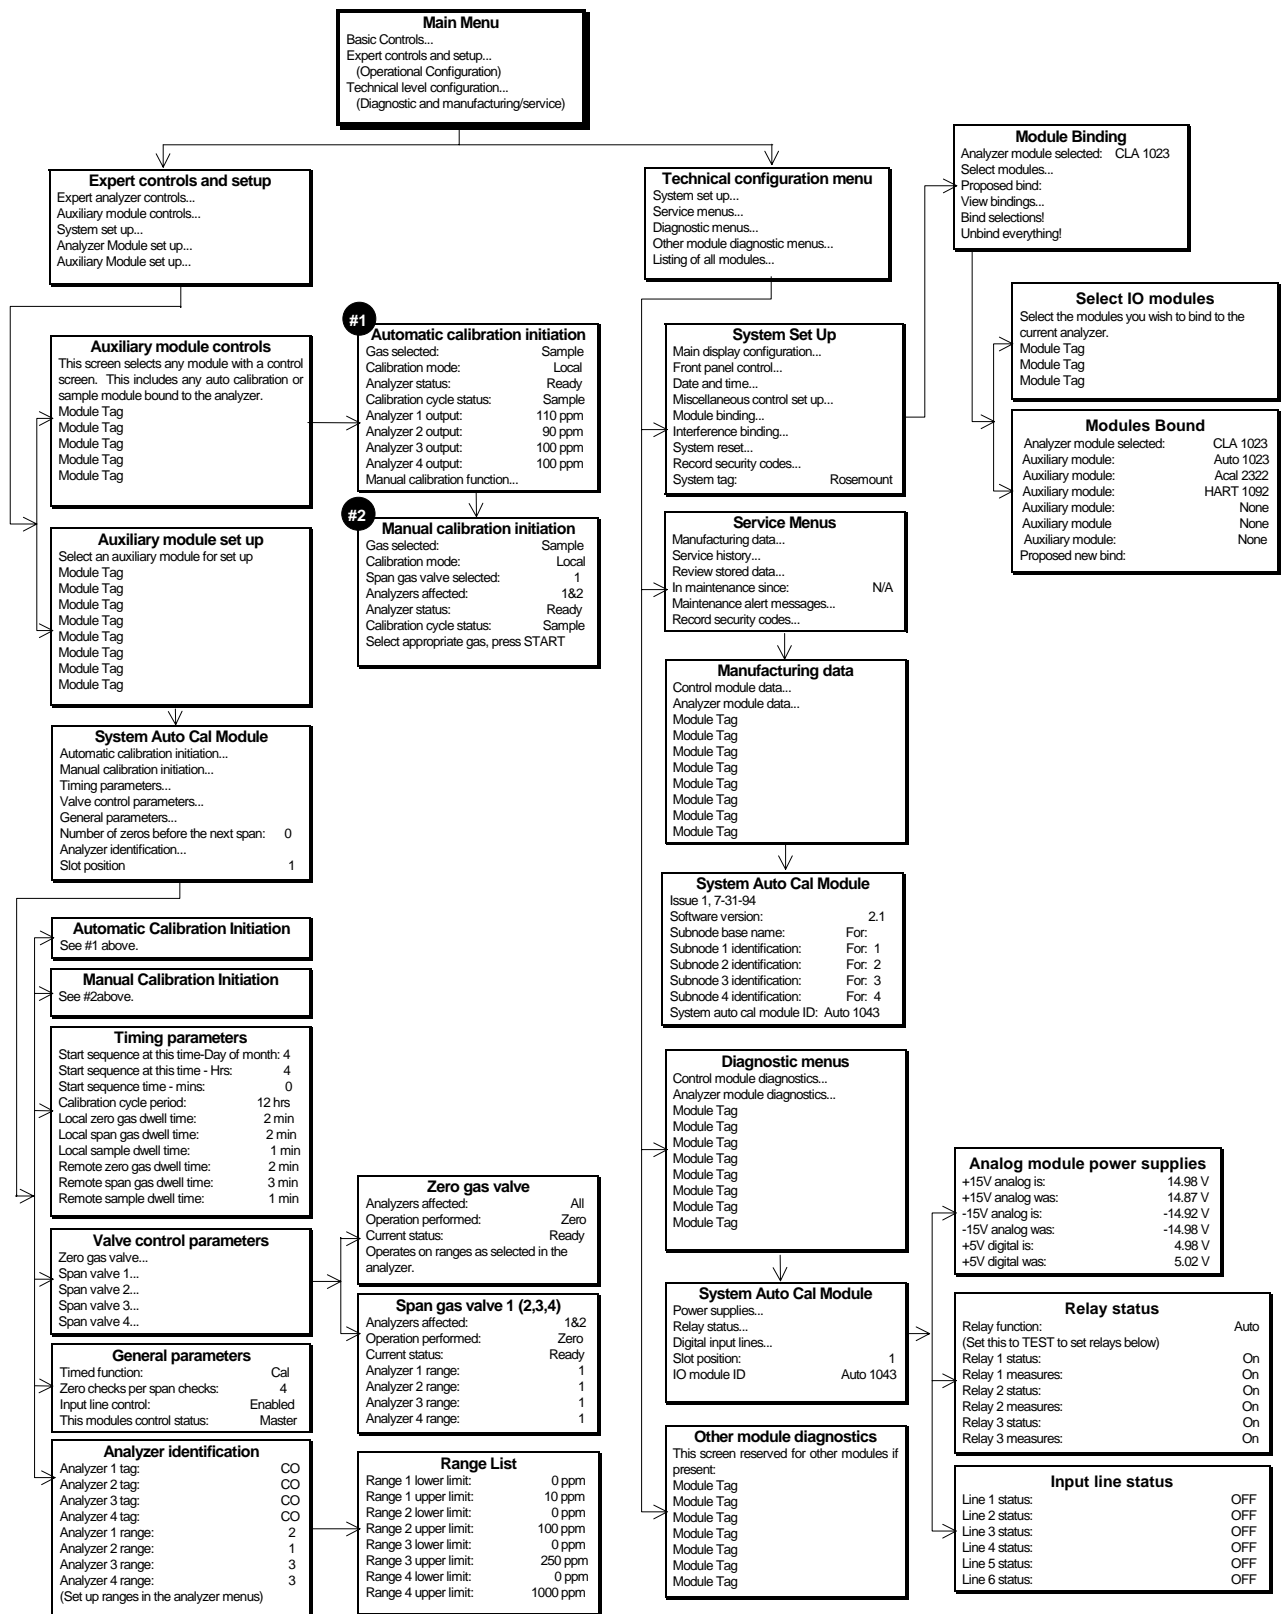 Main Menu
Basic Controls...
Expert controls and setup...
(Operational Configuration)
Technical level configuration...
(Diagnostic and manufacturing/service)
Expert controls and setup
Expert analyzer controls...
Auxiliary module controls...
System set up...
Analyzer Module set up...
Auxiliary Module set up...
Technical configuration menu
System set up...
Service menus...
Diagnostic menus...
Other module diagnostic menus...
Listing of all modules...
Module Binding
Analyzer module selected: CLA 1023
Select modules...
Proposed bind:
View bindings...
Bind selections!
Unbind everything!
Auxiliary module controls
This screen selects any module with a control
screen. This includes any auto calibration or
sample module bound to the analyzer.
Module Tag
Module Tag
Module Tag
Module Tag
Module Tag
#1
Automatic calibration initiation
Gas selected: Sample
Calibration mode: Local
Analyzer status: Ready
Calibration cycle status: Sample
Analyzer 1 output: 110 ppm
Analyzer 2 output: 90 ppm
Analyzer 3 output: 100 ppm
Analyzer 4 output: 100 ppm
Manual calibration function...
System Set Up
Main display configuration...
Front panel control...
Date and time...
Miscellaneous control set up...
Module binding...
Interference binding...
System reset...
Record security codes...
System tag: Rosemount
Select IO modules
Select the modules you wish to bind to the
current analyzer.
Module Tag
Module Tag
Module Tag
Modules Bound
Analyzer module selected: CLA 1023
Auxiliary module: Auto 1023
Auxiliary module: Acal 2322
Auxiliary module: HART 1092
Auxiliary module: None
Auxiliary module None
Auxiliary module: None
Proposed new bind:
Auxiliary module set up
Select an auxiliary module for set up
Module Tag
Module Tag
Module Tag
Module Tag
Module Tag
Module Tag
Module Tag
Module Tag
#2
Manual calibration initiation
Gas selected: Sample
Calibration mode: Local
Span gas valve selected: 1
Analyzers affected: 1&2
Analyzer status: Ready
Calibration cycle status: Sample
Select appropriate gas, press START
Service Menus
Manufacturing data...
Service history...
Review stored data...
In maintenance since: N/A
Maintenance alert messages...
Record security codes...
Manufacturing data
Control module data...
Analyzer module data...
Module Tag
Module Tag
Module Tag
Module Tag
Module Tag
Module Tag
Module Tag
Module Tag
System Auto Cal Module
Automatic calibration initiation...
Manual calibration initiation...
Timing parameters...
Valve control parameters...
General parameters...
Number of zeros before the next span: 0
Analyzer identification...
Slot position 1
System Auto Cal Module
Issue 1, 7-31-94
Software version: 2.1
Subnode base name: For:
Subnode 1 identification: For: 1
Subnode 2 identification: For: 2
Subnode 3 identification: For: 3
Subnode 4 identification: For: 4
System auto cal module ID: Auto 1043
Automatic Calibration Initiation
See #1 above.
Manual Calibration Initiation
See #2above.
Timing parameters
Start sequence at this time-Day of month: 4
Start sequence at this time - Hrs: 4
Start sequence time - mins: 0
Calibration cycle period: 12 hrs
Local zero gas dwell time: 2 min
Local span gas dwell time: 2 min
Local sample dwell time: 1 min
Remote zero gas dwell time: 2 min
Remote span gas dwell time: 3 min
Remote sample dwell time: 1 min
Diagnostic menus
Control module diagnostics...
Analyzer module diagnostics...
Module Tag
Module Tag
Module Tag
Module Tag
Module Tag
Module Tag
Module Tag
Module Tag
Zero gas valve
Analyzers affected: All
Operation performed: Zero
Current status: Ready
Operates on ranges as selected in the
analyzer.
Analog module power supplies
+15V analog is: 14.98 V
+15V analog was: 14.87 V
-15V analog is: -14.92 V
-15V analog was: -14.98 V
+5V digital is: 4.98 V
+5V digital was: 5.02 V
Valve control parameters
Zero gas valve...
Span valve 1...
Span valve 2...
Span valve 3...
Span valve 4...
System Auto Cal Module
Power supplies...
Relay status...
Digital input lines...
Slot position: 1
IO module ID Auto 1043
Span gas valve 1 (2,3,4)
Analyzers affected: 1&2
Operation performed: Zero
Current status: Ready
Analyzer 1 range: 1
Analyzer 2 range: 1
Analyzer 3 range: 1
Analyzer 4 range: 1
Relay status
Relay function: Auto
(Set this to TEST to set relays below)
Relay 1 status: On
Relay 1 measures: On
Relay 2 status: On
Relay 2 measures: On
Relay 3 status: On
Relay 3 measures: On
General parameters
Timed function: Cal
Zero checks per span checks: 4
Input line control: Enabled
This modules control status: Master
Analyzer identification
Analyzer 1 tag: CO
Analyzer 2 tag: CO
Analyzer 3 tag: CO
Analyzer 4 tag: CO
Analyzer 1 range: 2
Analyzer 2 range: 1
Analyzer 3 range: 3
Analyzer 4 range: 3
(Set up ranges in the analyzer menus)
Range List
Range 1 lower limit: 0 ppm
Range 1 upper limit: 10 ppm
Range 2 lower limit: 0 ppm
Range 2 upper limit: 100 ppm
Range 3 lower limit: 0 ppm
Range 3 upper limit: 250 ppm
Range 4 lower limit: 0 ppm
Range 4 upper limit: 1000 ppm
Other module diagnostics
This screen reserved for other modules if
present:
Module Tag
Module Tag
Module Tag
Module Tag
Module Tag
Module Tag
Module Tag
Input line status
Line 1 status: OFF
Line 2 status: OFF
Line 3 status: OFF
Line 4 status: OFF
Line 5 status: OFF
Line 6 status: OFF